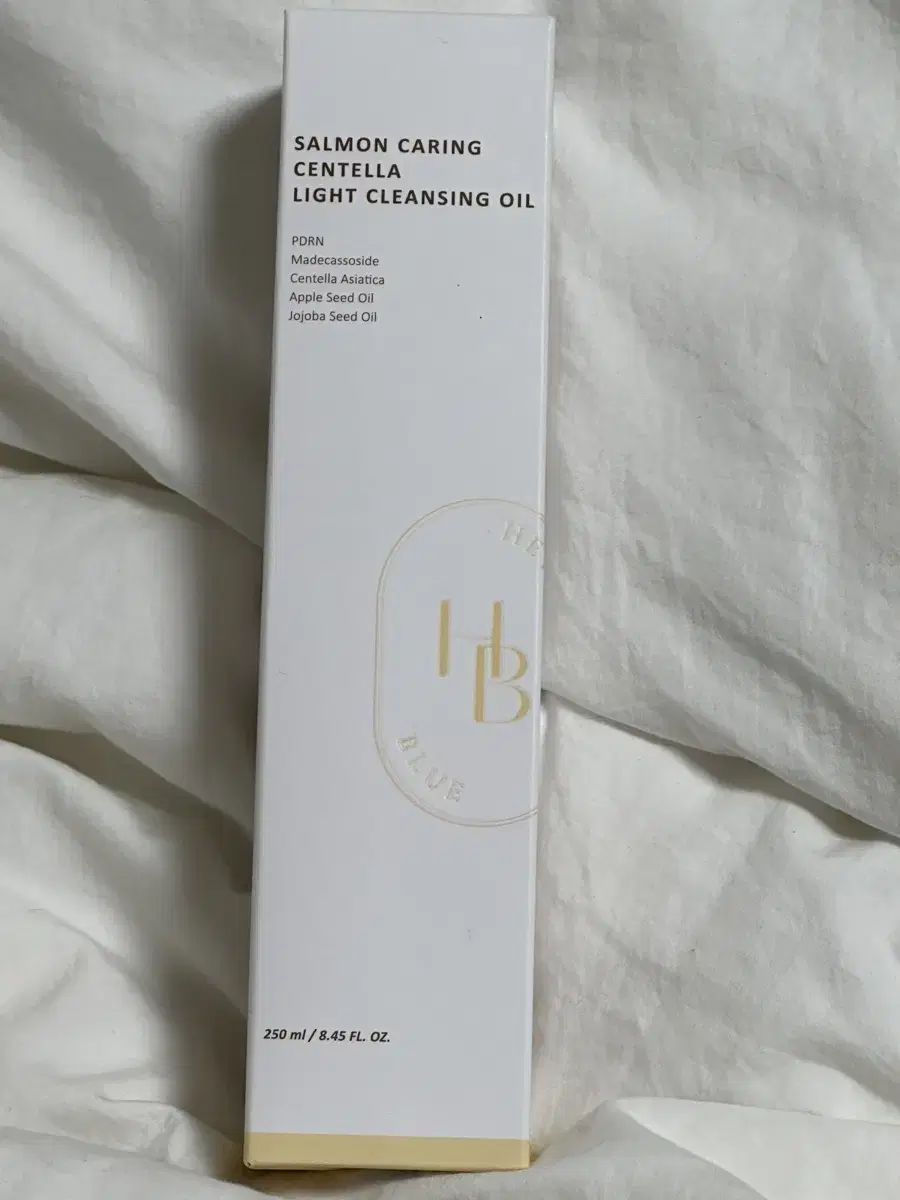 SALMON CARING
CENTELLA
LIGHT CLEANSING OIL
PDRN
Madecassoside
Centella Asiatica
Apple Seed Oil
Jojoba Seed Oil
HE
HB
BLUE
250 ml / 8.45 FL. OZ.